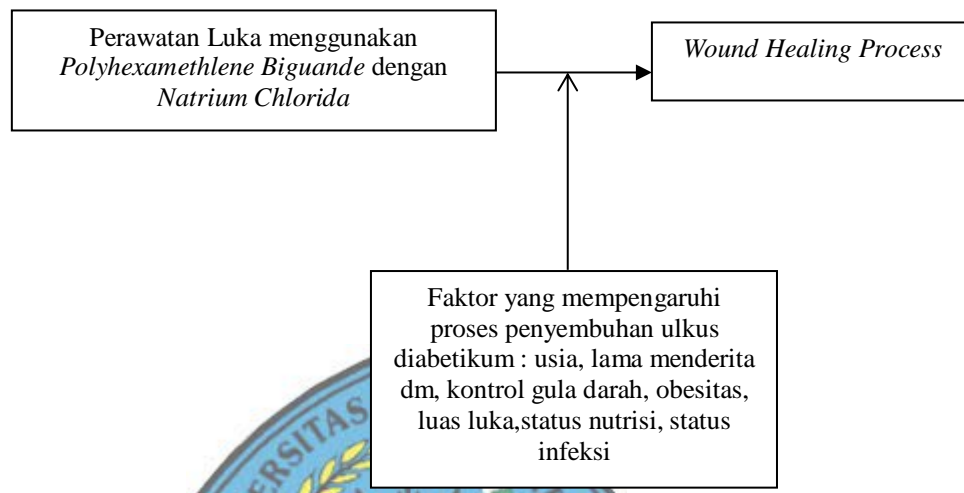 Perawatan Luka menggunakan
Polyhexamethlene Biguande dengan
Natrium Chlorida
Wound Healing Process
Faktor yang mempengaruhi
proses penyembuhan ulkus
diabetikum : usia, lama menderita
dm, kontrol gula darah, obesitas,
luas luka,status nutrisi, status
infeksi